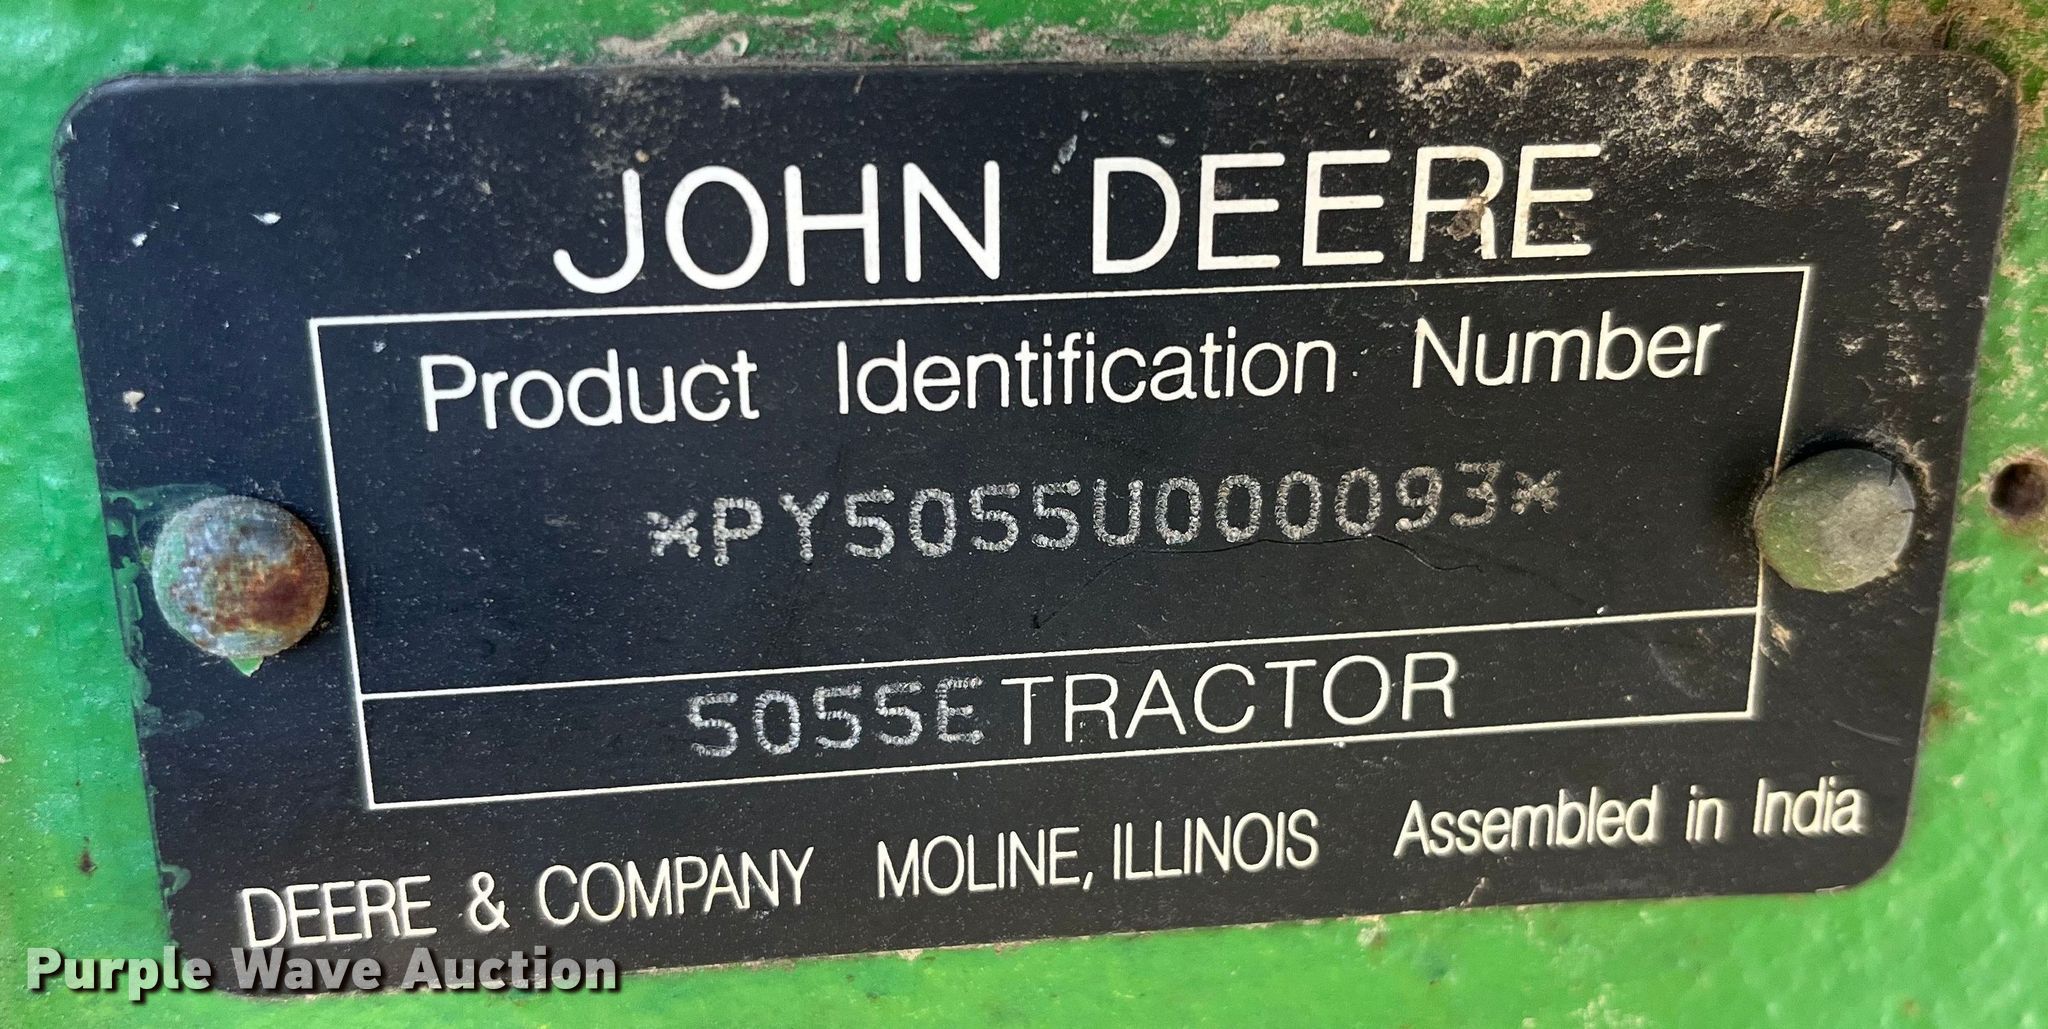 JOHN DEERE
Product Identification Number
*PY5055U000093*
5055E TRACTOR
DEERE & COMPANY MOLINE, ILLINOIS Assembled in India
Purple Wave Auction